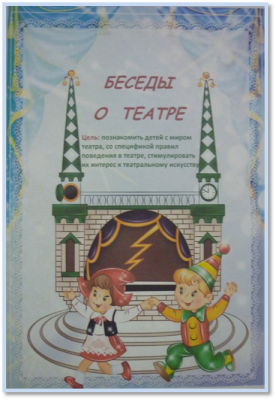 БЕСЕДЫ
О ТЕАТРЕ
Цель: познакомить детей с миром
театра, со спецификой правил
поведения в театре, стимулировать
их интерес к театральному искусству